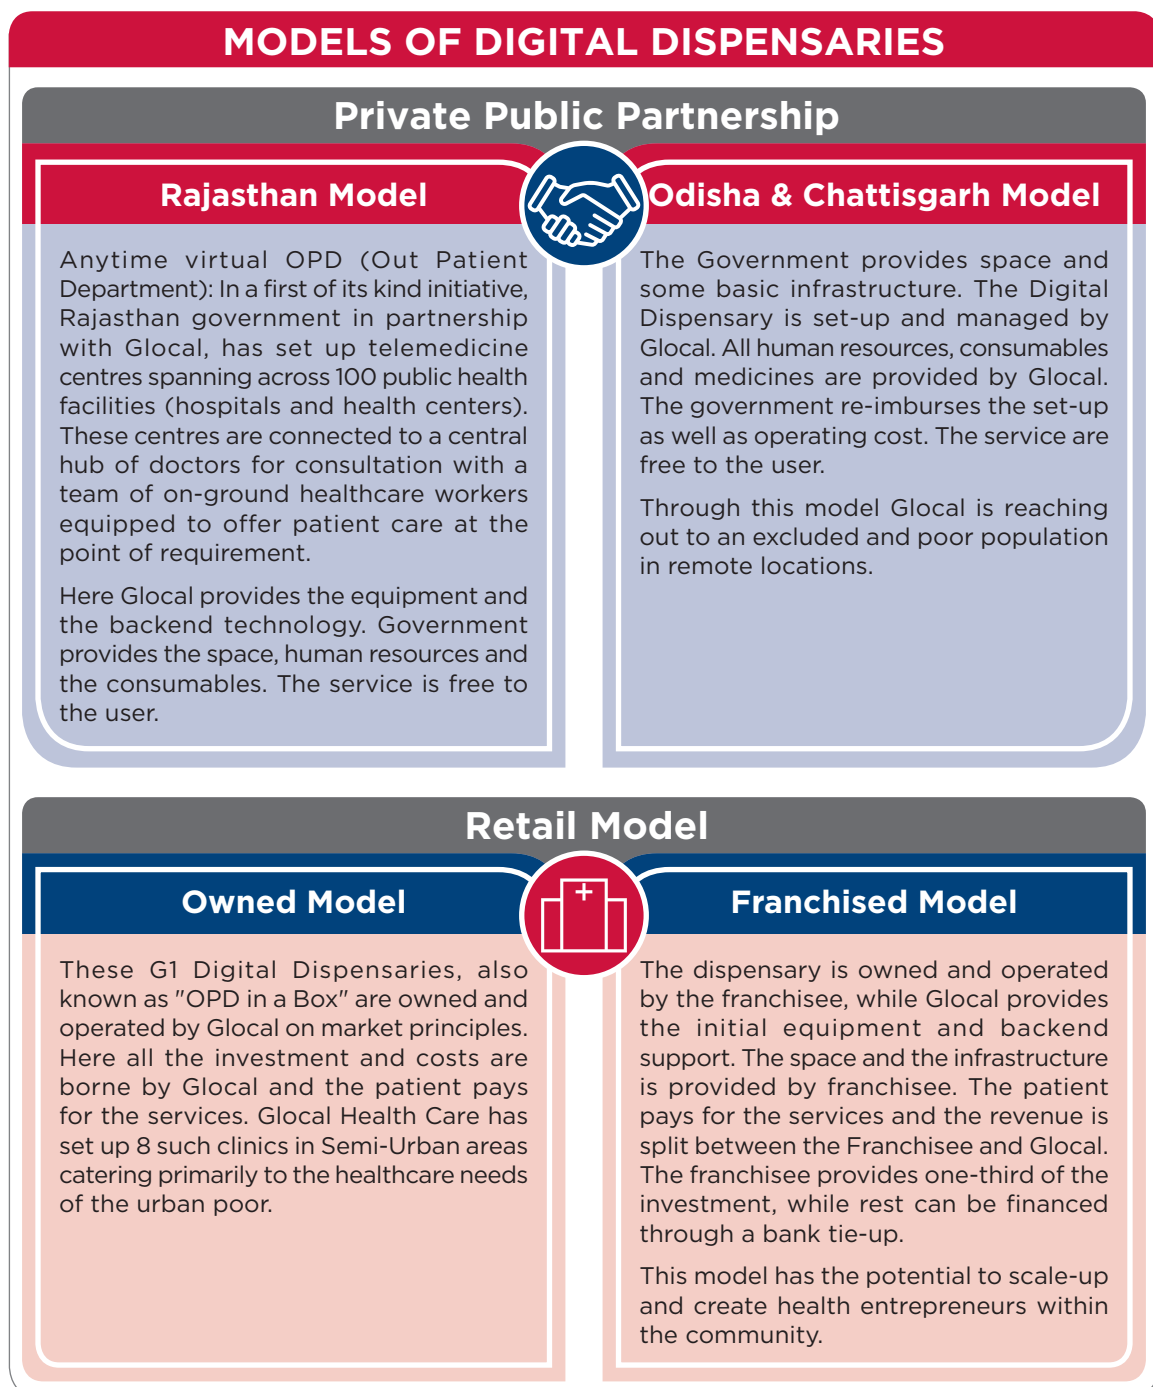 MODELS OF DIGITAL DISPENSARIES
Private Public Partnership
Rajasthan Model
Anytime virtual OPD (Out Patient
Department): In a first of its kind initiative,
Rajasthan government in partnership
with Glocal, has set up telemedicine
centres spanning across 100 public health
facilities (hospitals and health centers).
These centres are connected to a central
hub of doctors for consultation with a
team of on-ground healthcare workers
equipped to offer patient care at the
point of requirement.
Here Glocal provides the equipment and
the backend technology. Government
provides the space, human resources and
the consumables. The service is free to
the user.
Odisha & Chattisgarh Model
The Government provides space and
some basic infrastructure. The Digital
Dispensary is set-up and managed by
Glocal. All human resources, consumables
and medicines are provided by Glocal.
The government re-imburses the set-up
as well as operating cost. The service are
free to the user.
Through this model Glocal is reaching
out to an excluded and poor population
in remote locations.
Retail Model
Owned Model
These G1 Digital Dispensaries, also
known as "OPD in a Box" are owned and
operated by Glocal on market principles.
Here all the investment and costs are
borne by Glocal and the patient pays
for the services. Glocal Health Care has
set up 8 such clinics in Semi-Urban areas
catering primarily to the healthcare needs
of the urban poor.
Franchised Model
The dispensary is owned and operated
by the franchisee, while Glocal provides
the initial equipment and backend
support. The space and the infrastructure
is provided by franchisee. The patient
pays for the services and the revenue is
split between the Franchisee and Glocal.
The franchisee provides one-third of the
investment, while rest can be financed
through a bank tie-up.
This model has the potential to scale-up
and create health entrepreneurs within
the community.